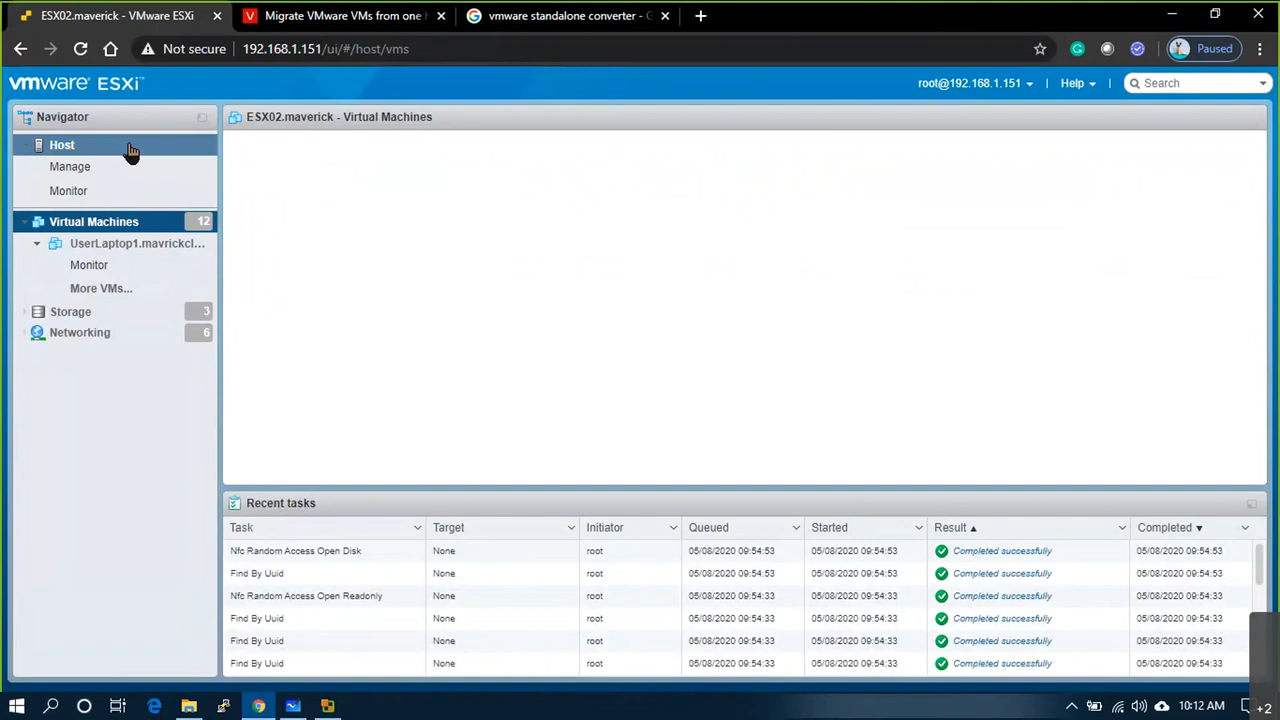 ESX02.maverick - VMware ESXi
Migrate VMware VMs from one h
vmware standalone converter - G
Not secure
192.168.1.151/ui/#/host/vms
Paused
vmware ESXi
root@192.168.1.151
Help
Search
Navigator
Host
Manage
Monitor
Virtual Machines 12
UserLaptop1.mavrickcl...
Monitor
More VMs...
Storage 3
Networking 6
ESX02.maverick - Virtual Machines
Recent tasks
Task Target Initiator Queued Started Result Completed
Nfc Random Access Open Disk None root 05/08/2020 09:54:53 05/08/2020 09:54:53 Completed successfully 05/08/2020 09:54:53
Find By Uuid None root 05/08/2020 09:54:53 05/08/2020 09:54:53 Completed successfully 05/08/2020 09:54:53
Nfc Random Access Open Readonly None root 05/08/2020 09:54:53 05/08/2020 09:54:53 Completed successfully 05/08/2020 09:54:53
Find By Uuid None root 05/08/2020 09:54:33 05/08/2020 09:54:33 Completed successfully 05/08/2020 09:54:33
Find By Uuid None root 05/08/2020 09:54:33 05/08/2020 09:54:33 Completed successfully 05/08/2020 09:54:33
Find By Uuid None root 05/08/2020 09:54:33 05/08/2020 09:54:33 Completed successfully 05/08/2020 09:54:33
10:12 AM
+2